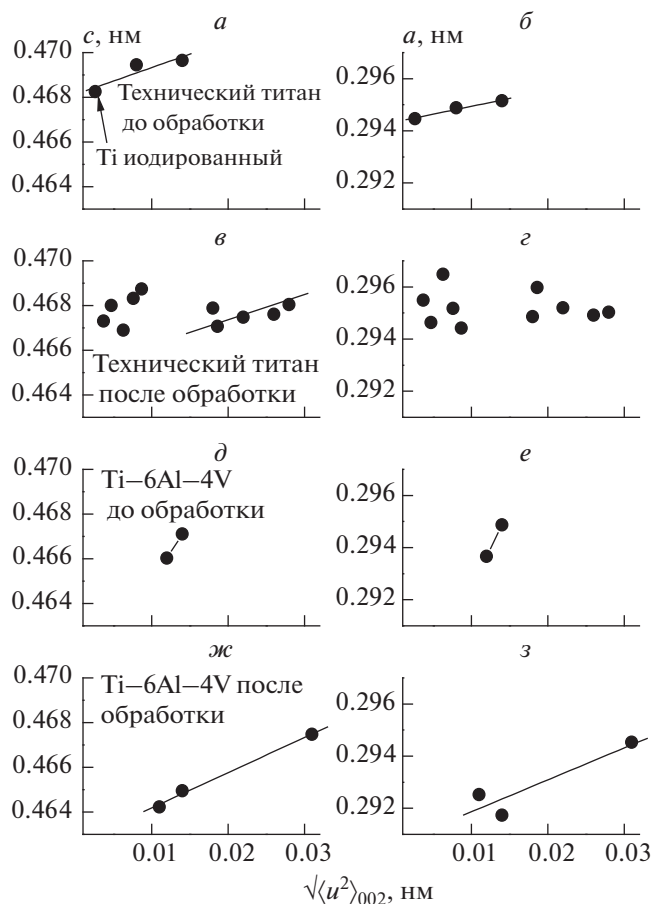 а
c, нм
0.470
0.468
0.464
Технический титан
до обработки
Ti иодированный
б
a, нм
0.296
0.294
0.292
в
0.470
0.468
0.466
0.464
Технический титан
после обработки
г
0.296
0.294
0.292
д
0.470
0.468
0.466
0.464
Ti–6Al–4V
до обработки
е
0.296
0.294
0.292
ж
0.470
0.468
0.466
0.464
Ti–6Al–4V после
обработки
0.01 0.02 0.03
з
0.296
0.294
0.292
0.01 0.02 0.03
√⟨u²⟩₀₀₂, нм